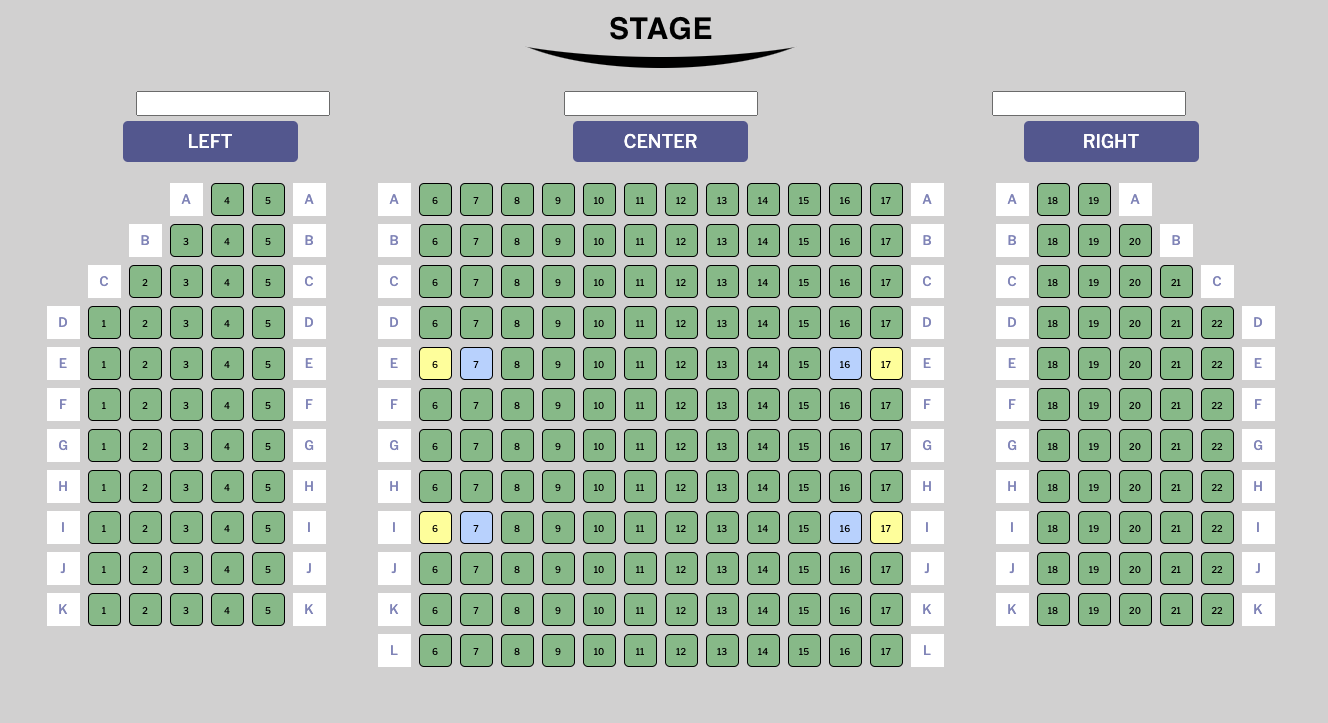 STAGE
LEFT CENTER RIGHT
A 4 5 A A 6 7 8 9 10 11 12 13 14 15 16 17 A A 18 19 A
B 3 4 5 B B 6 7 8 9 10 11 12 13 14 15 16 17 B B 18 19 20 B
C 2 3 4 5 C C 6 7 8 9 10 11 12 13 14 15 16 17 C C 18 19 20 21 C
D 1 2 3 4 5 D D 6 7 8 9 10 11 12 13 14 15 16 17 D D 18 19 20 21 22 D
E 1 2 3 4 5 E E 6 7 8 9 10 11 12 13 14 15 16 17 E E 18 19 20 21 22 E
F 1 2 3 4 5 F F 6 7 8 9 10 11 12 13 14 15 16 17 F F 18 19 20 21 22 F
G 1 2 3 4 5 G G 6 7 8 9 10 11 12 13 14 15 16 17 G G 18 19 20 21 22 G
H 1 2 3 4 5 H H 6 7 8 9 10 11 12 13 14 15 16 17 H H 18 19 20 21 22 H
I 1 2 3 4 5 I I 6 7 8 9 10 11 12 13 14 15 16 17 I I 18 19 20 21 22 I
J 1 2 3 4 5 J J 6 7 8 9 10 11 12 13 14 15 16 17 J J 18 19 20 21 22 J
K 1 2 3 4 5 K K 6 7 8 9 10 11 12 13 14 15 16 17 K K 18 19 20 21 22 K
L 6 7 8 9 10 11 12 13 14 15 16 17 L